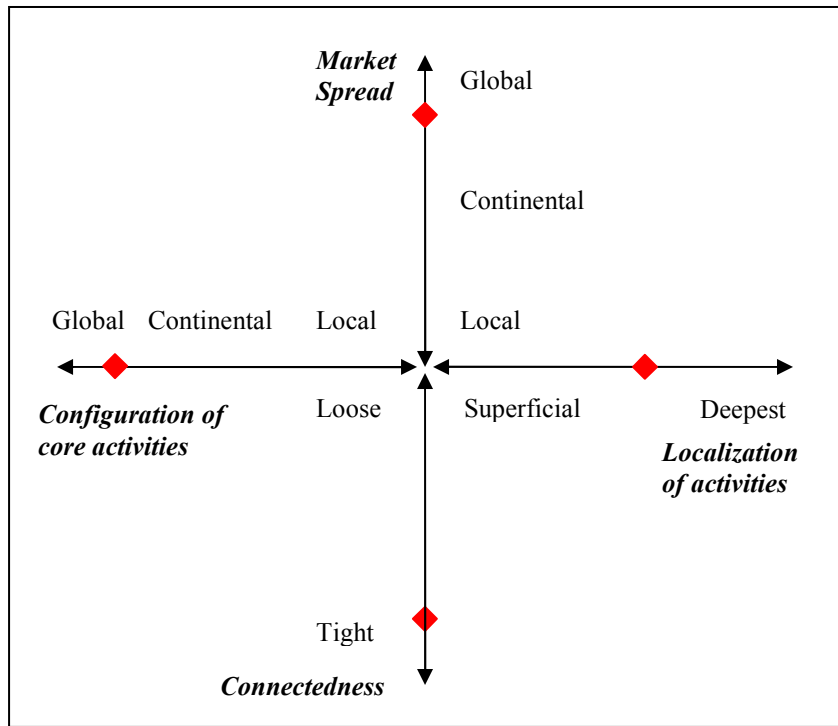 Market
Spread
Global
Continental
Global Continental Local Local
Configuration of
core activities
Loose
Superficial
Deepest
Localization
of activities
Tight
Connectedness